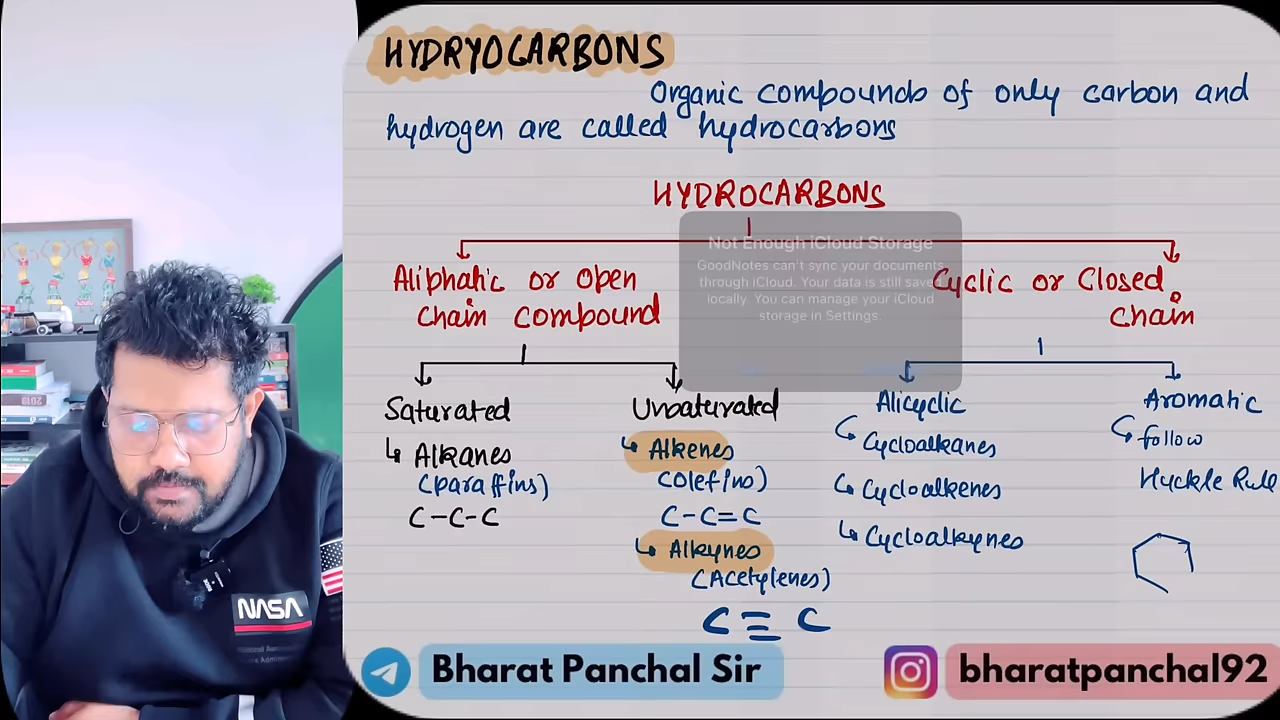 HYDRYOCARBONS
Organic compounds of only carbon and
hydrogen are called hydrocarbons
HYDROCARBONS
Not Enough iCloud Storage
GoodNotes can't sync your documents
through iCloud. Your data is still save
locally. You can manage your iCloud
storage in Settings.
Aliphatic or Open
Chain compound
Cyclic or Closed
Chain
Saturated
Alkanes
(Paraffins)
C-C-C
Unsaturated
Alkenes
(Olefins)
C-C=C
Alkynes
(Acetylenes)
C≡C
Alicyclic
Cycloalkanes
Cycloalkenes
Cycloalkynes
Aromatic
follow
Huckle Rule
NASA
Bharat Panchal Sir
bharatpanchal92